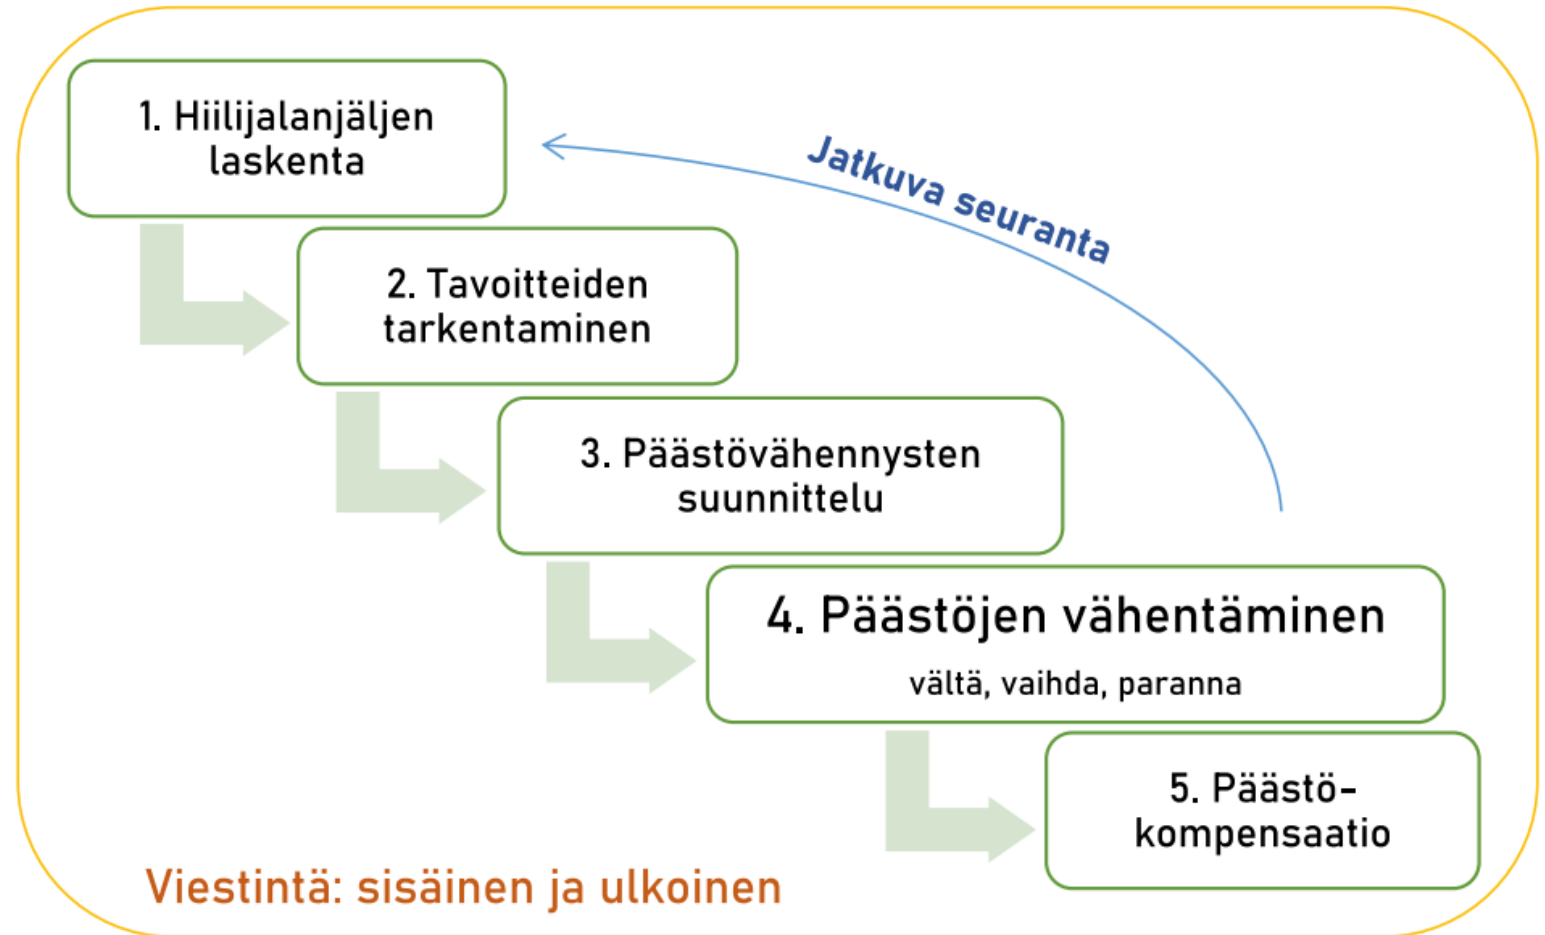 1. Hiilijalanjäljen
laskenta
Jatkuva seuranta
2. Tavoitteiden
tarkentaminen
3. Päästövähennysten
suunnittelu
4. Päästöjen vähentäminen
vältä, vaihda, paranna
5. Päästö-
kompensaatio
Viestintä: sisäinen ja ulkoinen